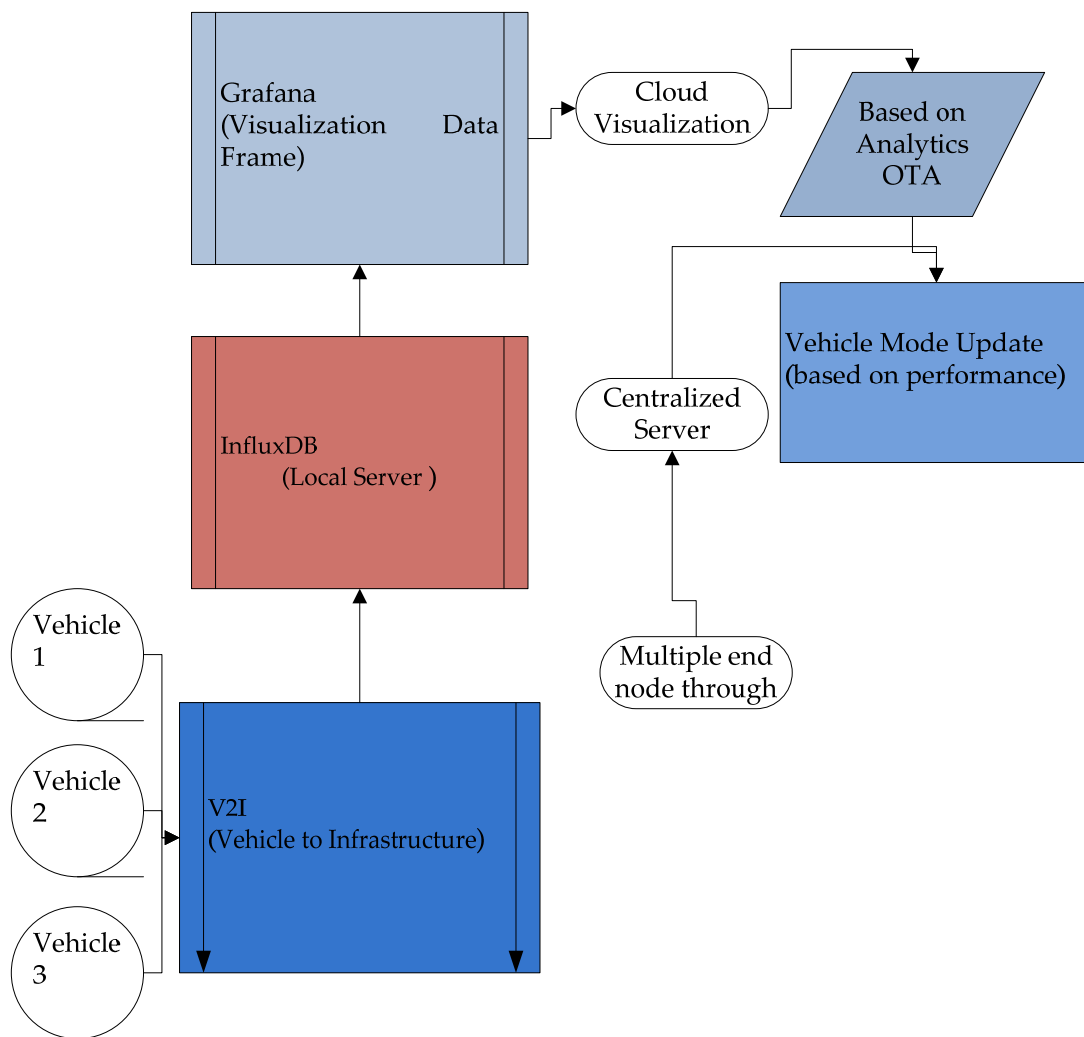 Grafana
(Visualization Data
Frame)
Cloud
Visualization
Based on
Analytics
OTA
Vehicle Mode Update
(based on performance)
Centralized
Server
InfluxDB
(Local Server )
Multiple end
node through
Vehicle
1
Vehicle
2
Vehicle
3
V2I
(Vehicle to Infrastructure)